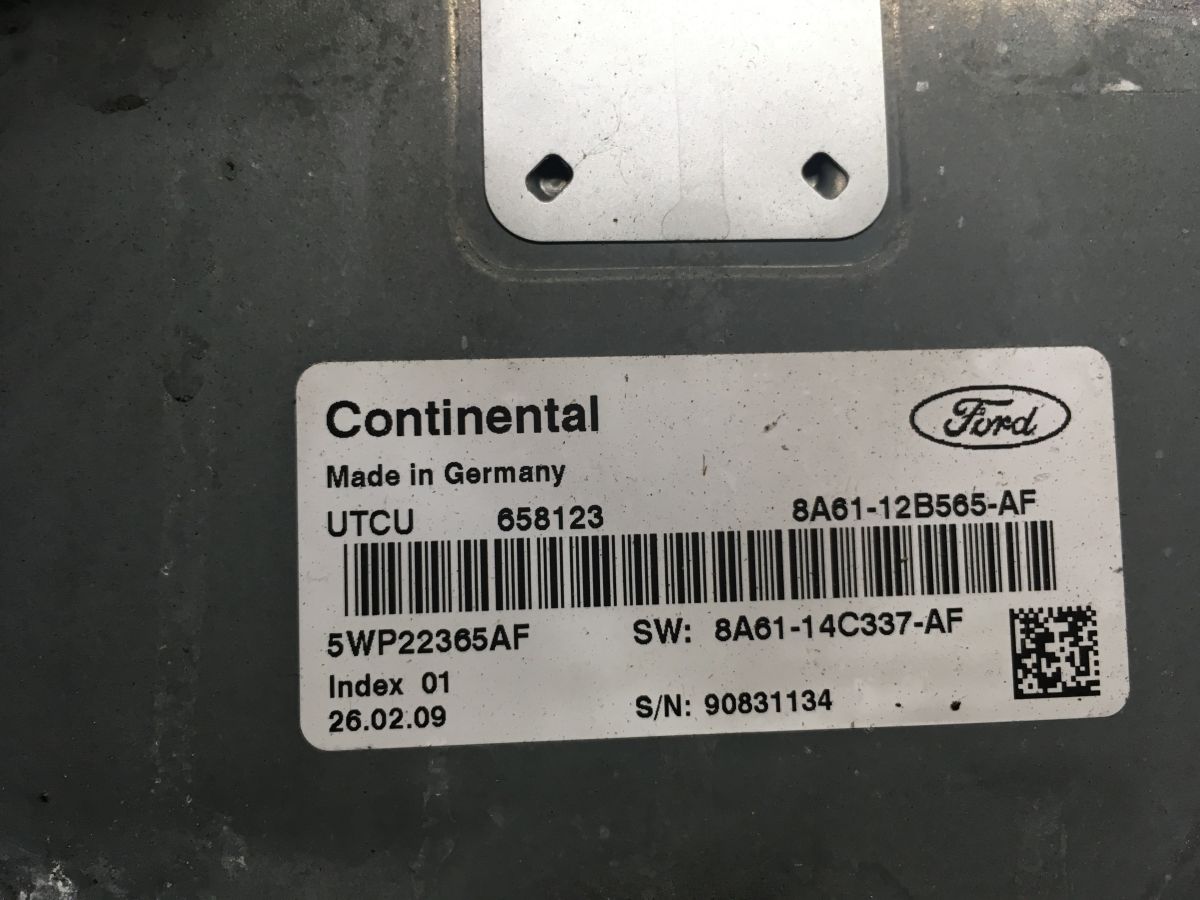 Continental
Ford
Made in Germany
UTCU 658123 8A61-12B565-AF
5WP22365AF SW: 8A61-14C337-AF
Index 01
26.02.09 S/N: 90831134